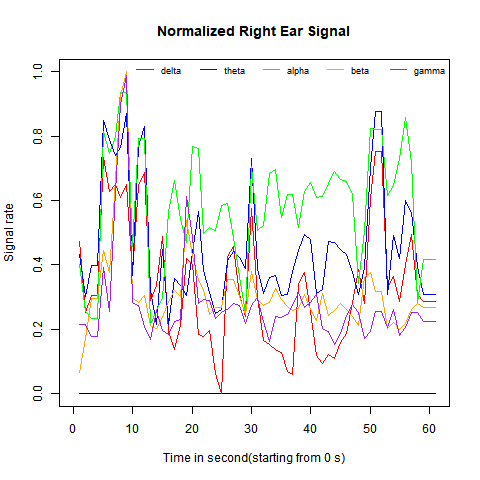 Normalized Right Ear Signal
delta theta alpha beta gamma
Signal rate
1.0
0.8
0.6
0.4
0.2
0.0
0 10 20 30 40 50 60
Time in second(starting from 0 s)